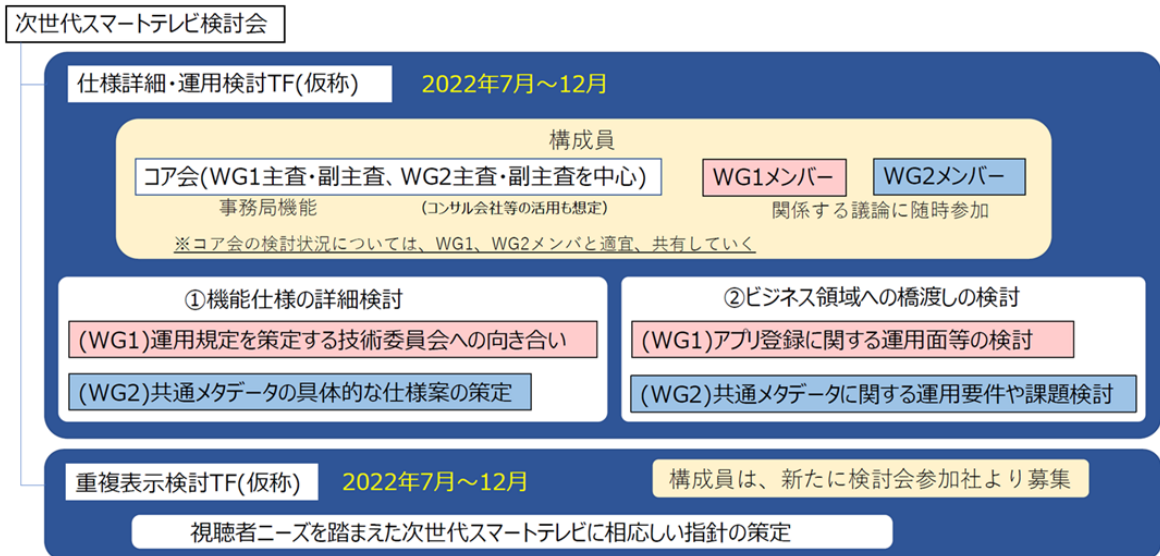 次世代スマートテレビ検討会
仕様詳細・運用検討TF(仮称)
2022年7月～12月
構成員
コア会(WG1主査・副主査、WG2主査・副主査を中心)
WG1メンバー
WG2メンバー
事務局機能
(コンサル会社等の活用も想定)
関係する議論に随時参加
※コア会の検討状況については、WG1、WG2メンバと適宜、共有していく
①機能仕様の詳細検討
(WG1)運用規定を策定する技術委員会への向き合い
(WG2)共通メタデータの具体的な仕様案の策定
②ビジネス領域への橋渡しの検討
(WG1)アプリ登録に関する運用面等の検討
(WG2)共通メタデータに関する運用要件や課題検討
重複表示検討TF(仮称)
2022年7月～12月
構成員は、新たに検討会参加社より募集
視聴者ニーズを踏まえた次世代スマートテレビに相応しい指針の策定